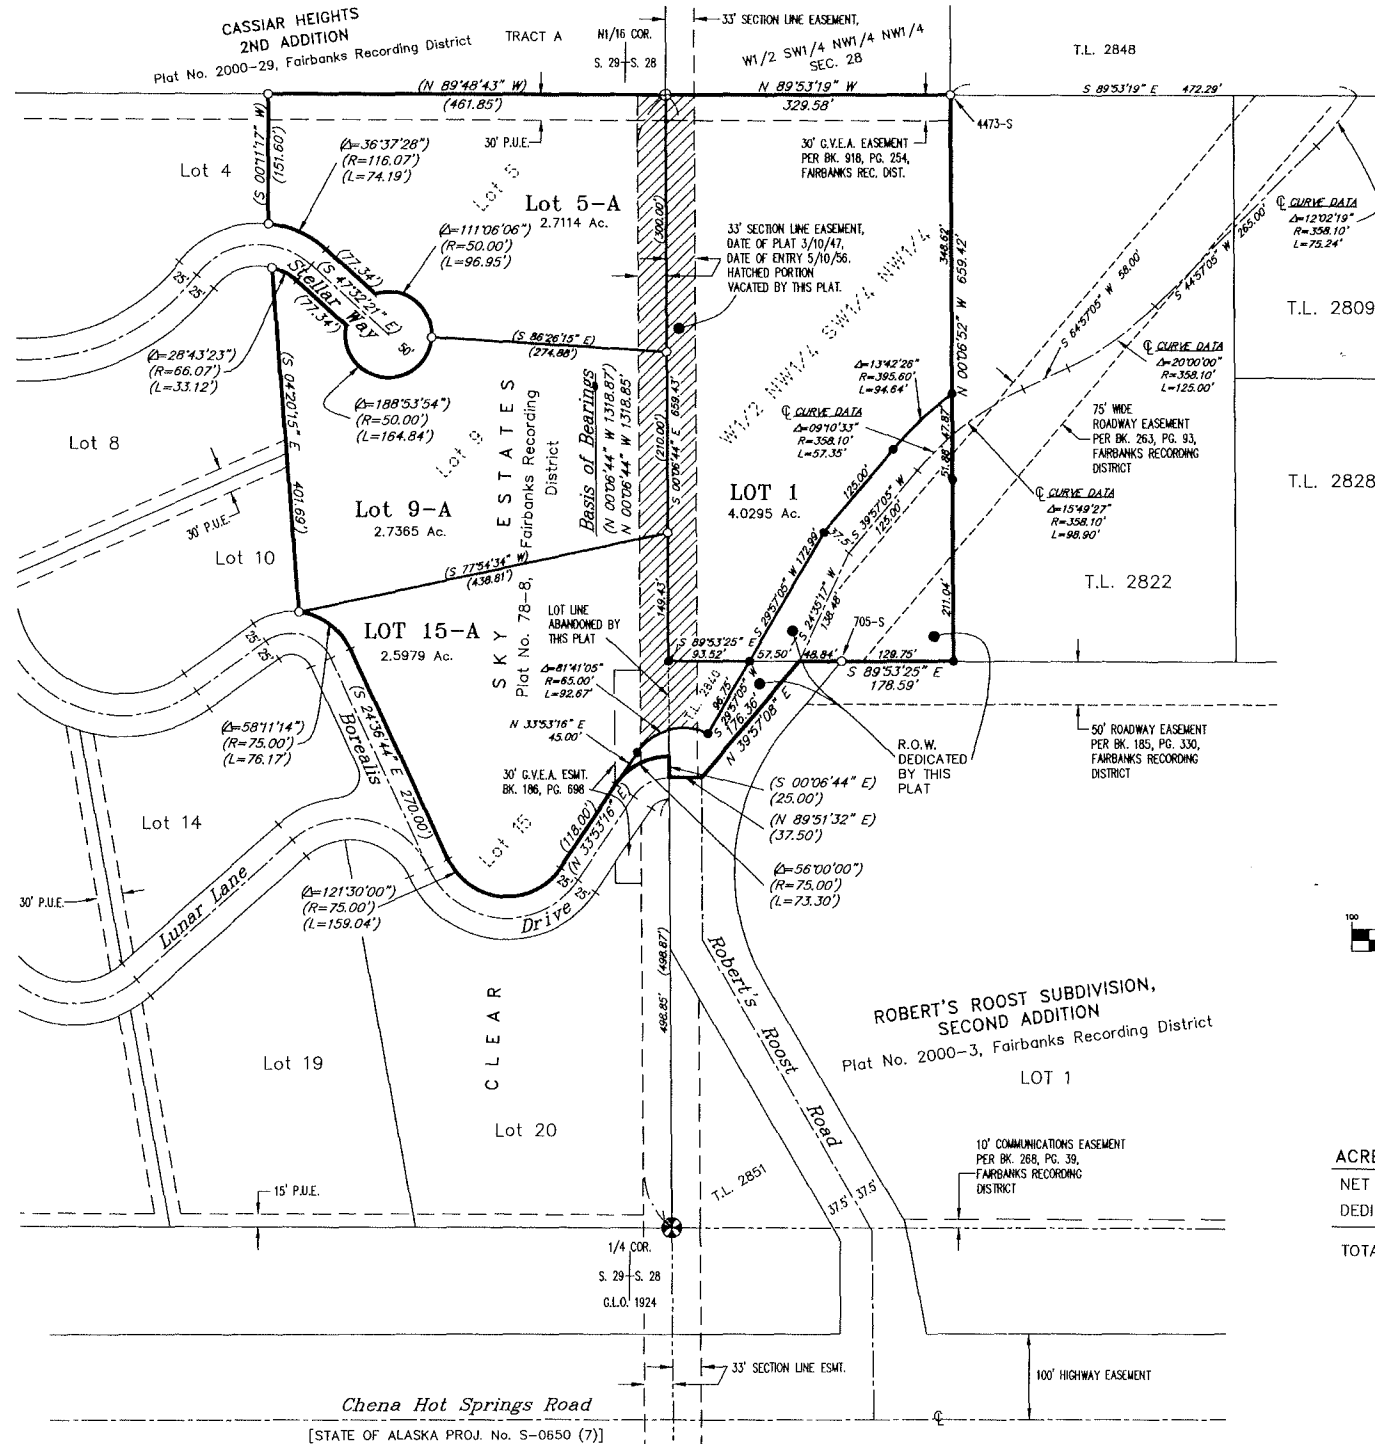 CASSIAR HEIGHTS
2ND ADDITION
Plat No. 2000-29, Fairbanks Recording District
TRACT A
N1/16 COR.
S. 29 S. 28
33' SECTION LINE EASEMENT,
W1/2 SW1/4 NW1/4 NW1/4
SEC. 28
T.L. 2848
(N 89°48'43" W)
(461.85')
N 89°53'19" W
329.58'
S 89°53'19" E 472.29'
4473-S
30' P.U.E.
30' G.V.E.A. EASEMENT
PER BK. 918, PG. 254,
FAIRBANKS REC. DIST.
Lot 4
(S 00°11'17" W)
(151.60')
(Δ=36°37'28")
(R=116.07')
(L=74.19')
Lot 5
Lot 5-A
2.7114 Ac.
(Δ=111°06'06")
(R=50.00')
(L=96.95')
(300.00')
33' SECTION LINE EASEMENT,
DATE OF PLAT 3/10/47,
DATE OF ENTRY 5/10/56.
HATCHED PORTION
VACATED BY THIS PLAT.
348.62'
N 00°06'52" W 659.42'
℄ CURVE DATA
Δ=12°02'19"
R=358.10'
L=75.24'
S 44°57'05" W 265.00'
S 64°57'05" W 58.00'
T.L. 2809
25' 25'
(77.34')
(S 47°32'21" E)
Stellar Way
(77.34')
50'
(S 86°26'15" E)
(274.88')
(Δ=28°43'23")
(R=66.07')
(L=33.12')
(Δ=188°53'54")
(R=50.00')
(L=164.84')
W1/2 NW1/4 SW1/4 NW1/4
Δ=13°42'26"
R=395.60'
L=94.64'
℄ CURVE DATA
Δ=20°00'00"
R=358.10'
L=125.00'
℄ CURVE DATA
Δ=09°10'33"
R=358.10'
L=57.35'
47.87'
51.88'
75' WIDE
ROADWAY EASEMENT
PER BK. 263, PG. 93,
FAIRBANKS RECORDING
DISTRICT
Lot 8
(S 04°20'15" E
401.69')
Lot 9
Lot 9-A
2.7365 Ac.
SKY ESTATES
Plat No. 78-8, Fairbanks Recording
District
Basis of Bearings
(N 00°06'44" W 1318.87')
N 00°06'44" W 1318.85'
(210.00')
S 00°06'44" E 659.43'
LOT 1
4.0295 Ac.
125.00'
S 39°57'05" W
125.00'
37.5'
℄ CURVE DATA
Δ=15°49'27"
R=358.10'
L=98.90'
T.L. 2828
30' P.U.E.
Lot 10
(S 77°54'34" W)
(438.81')
S 29°57'05" W 172.99'
S 24°35'17" W
138.48'
T.L. 2822
211.04'
LOT 15-A
2.5979 Ac.
LOT LINE
ABANDONED BY
THIS PLAT
149.43'
705-S
S 89°53'25" E
93.52'
57.50'
48.84'
129.75'
S 89°53'25" E
178.59'
25' 25'
Δ=81°41'05"
R=65.00'
L=92.67'
T.L. 2840
96.75'
S 29°57'05" W
176.36'
N 39°57'08" E
N 33°53'16" E
45.00'
(S 24°36'44" E 270.00')
Borealis
(Δ=58°11'14")
(R=75.00')
(L=76.17')
R.O.W.
DEDICATED
BY THIS
PLAT
50' ROADWAY EASEMENT
PER BK. 185, PG. 330,
FAIRBANKS RECORDING
DISTRICT
30' G.V.E.A. ESMT.
BK. 186, PG. 698
(S 00°06'44" E)
(25.00')
(N 89°51'32" E)
(37.50')
Lot 14
Lot 15
(118.00')
(N 33°53'16" E)
25'
25'
(Δ=56°00'00")
(R=75.00')
(L=73.30')
(Δ=121°30'00")
(R=75.00')
(L=159.04')
30' P.U.E.
Lunar Lane
Drive
100
(498.87')
498.85'
Robert's Roost Road
ROBERT'S ROOST SUBDIVISION,
SECOND ADDITION
Plat No. 2000-3, Fairbanks Recording District
LOT 1
CLEAR
Lot 19
Lot 20
10' COMMUNICATIONS EASEMENT
PER BK. 268, PG. 39,
FAIRBANKS RECORDING
DISTRICT
ACRE
NET
DEDI
TOTA
15' P.U.E.
T.L. 2851
37.5' 37.5'
1/4 COR.
S. 29 S. 28
G.L.O. 1924
33' SECTION LINE ESMT.
100' HIGHWAY EASEMENT
Chena Hot Springs Road
℄
[STATE OF ALASKA PROJ. No. S-0650 (7)]